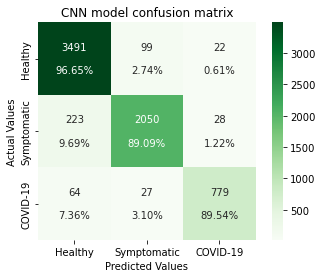 CNN model confusion matrix
3491 99 22
96.65% 2.74% 0.61%
223 2050 28
9.69% 89.09% 1.22%
64 27 779
7.36% 3.10% 89.54%
Healthy
Symptomatic
COVID-19
Actual Values
Healthy Symptomatic COVID-19
Predicted Values
3000
2500
2000
1500
1000
500